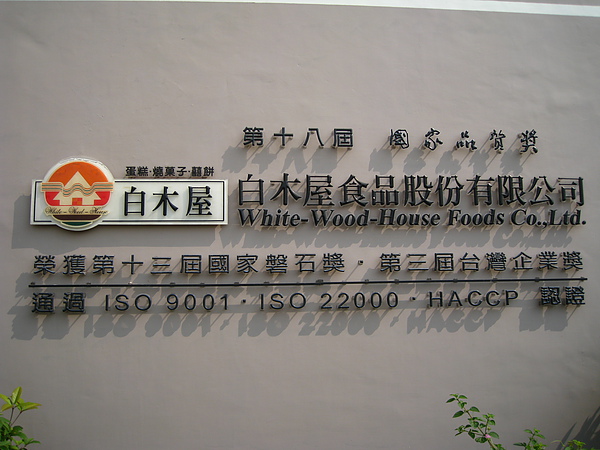 第十八屆 國家品質獎
蛋糕·燒菓子·囍餅
White-Wood-House
白木屋
白木屋食品股份有限公司
White-Wood-House Foods Co.,Ltd.
榮獲第十三屆國家磐石獎·第三屆台灣企業獎
通過 ISO 9001·ISO 22000·HACCP 認證